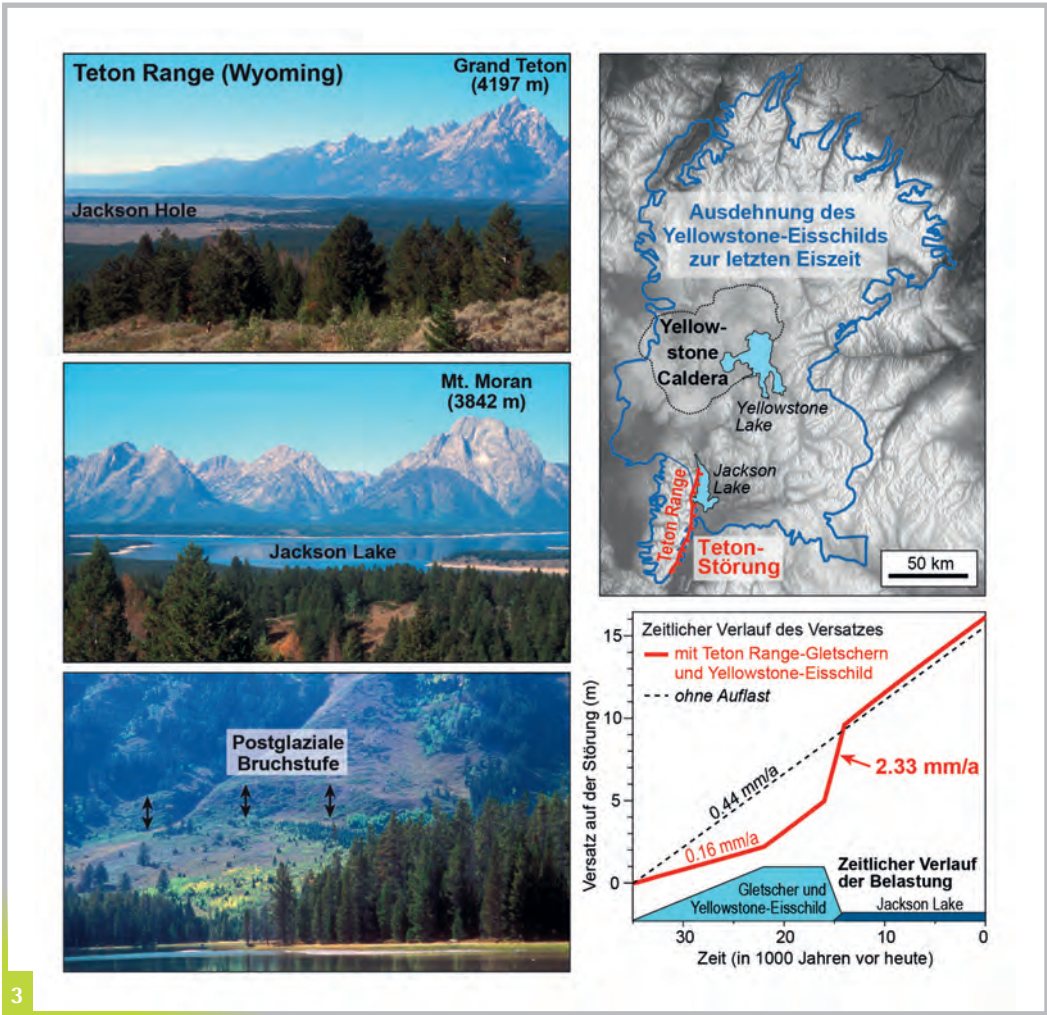 Teton Range (Wyoming)
Grand Teton
(4197 m)
Jackson Hole
Mt. Moran
(3842 m)
Jackson Lake
Postglaziale
Bruchstufe
Ausdehnung des
Yellowstone-Eisschilds
zur letzten Eiszeit
Yellow-
stone
Caldera
Yellowstone
Lake
Jackson
Lake
Teton Range
Teton-
Störung
50 km
Zeitlicher Verlauf des Versatzes
mit Teton Range-Gletschern
und Yellowstone-Eisschild
ohne Auflast
Versatz auf der Störung (m)
15
10
5
0
0.44 mm/a
2.33 mm/a
0.16 mm/a
Zeitlicher Verlauf
der Belastung
Gletscher und
Yellowstone-Eisschild
Jackson Lake
30
20
10
0
Zeit (in 1000 Jahren vor heute)
3